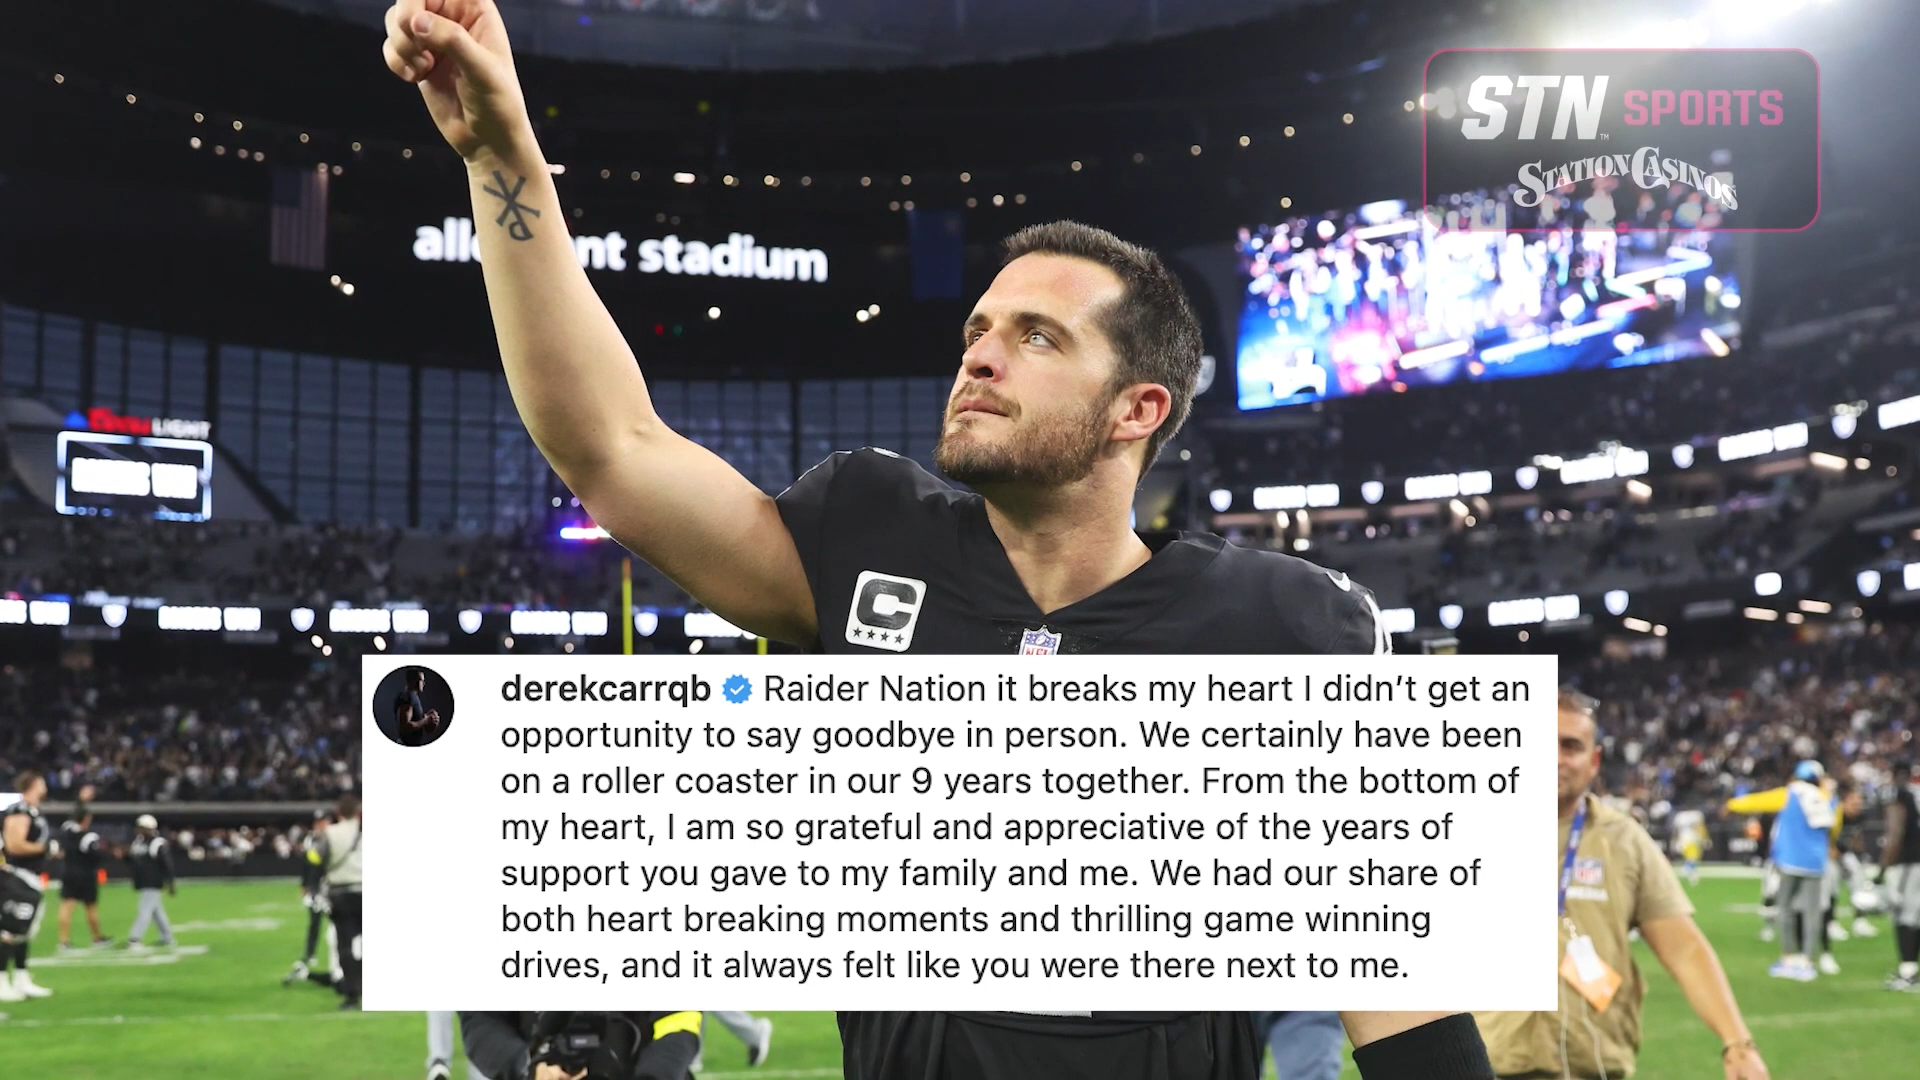 STN SPORTS
™
STATION CASINOS
stadium
LIGHT
C
NFL
derekcarrqb Raider Nation it breaks my heart I didn’t get an
opportunity to say goodbye in person. We certainly have been
on a roller coaster in our 9 years together. From the bottom of
my heart, I am so grateful and appreciative of the years of
support you gave to my family and me. We had our share of
both heart breaking moments and thrilling game winning
drives, and it always felt like you were there next to me.